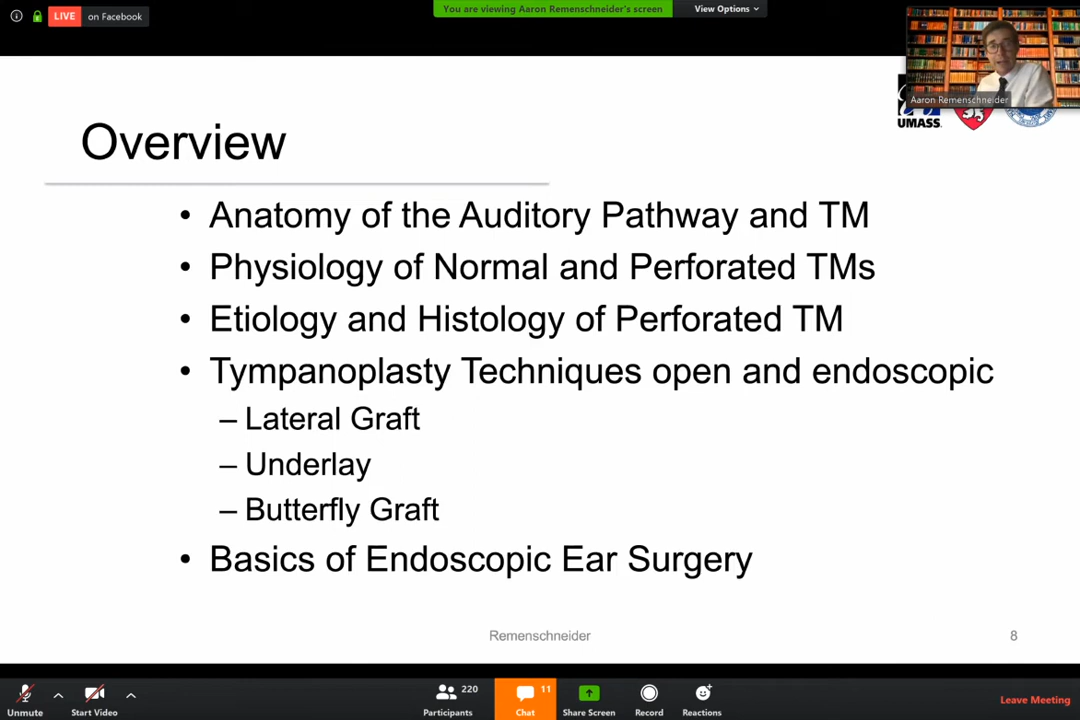 LIVE on Facebook
You are viewing Aaron Remenschneider's screen
View Options
Aaron Remenschneider
UMASS.
Overview
• Anatomy of the Auditory Pathway and TM
• Physiology of Normal and Perforated TMs
• Etiology and Histology of Perforated TM
• Tympanoplasty Techniques open and endoscopic
– Lateral Graft
– Underlay
– Butterfly Graft
• Basics of Endoscopic Ear Surgery
Remenschneider
8
Unmute
Start Video
Participants 220
Chat 11
Share Screen
Record
Reactions
Leave Meeting